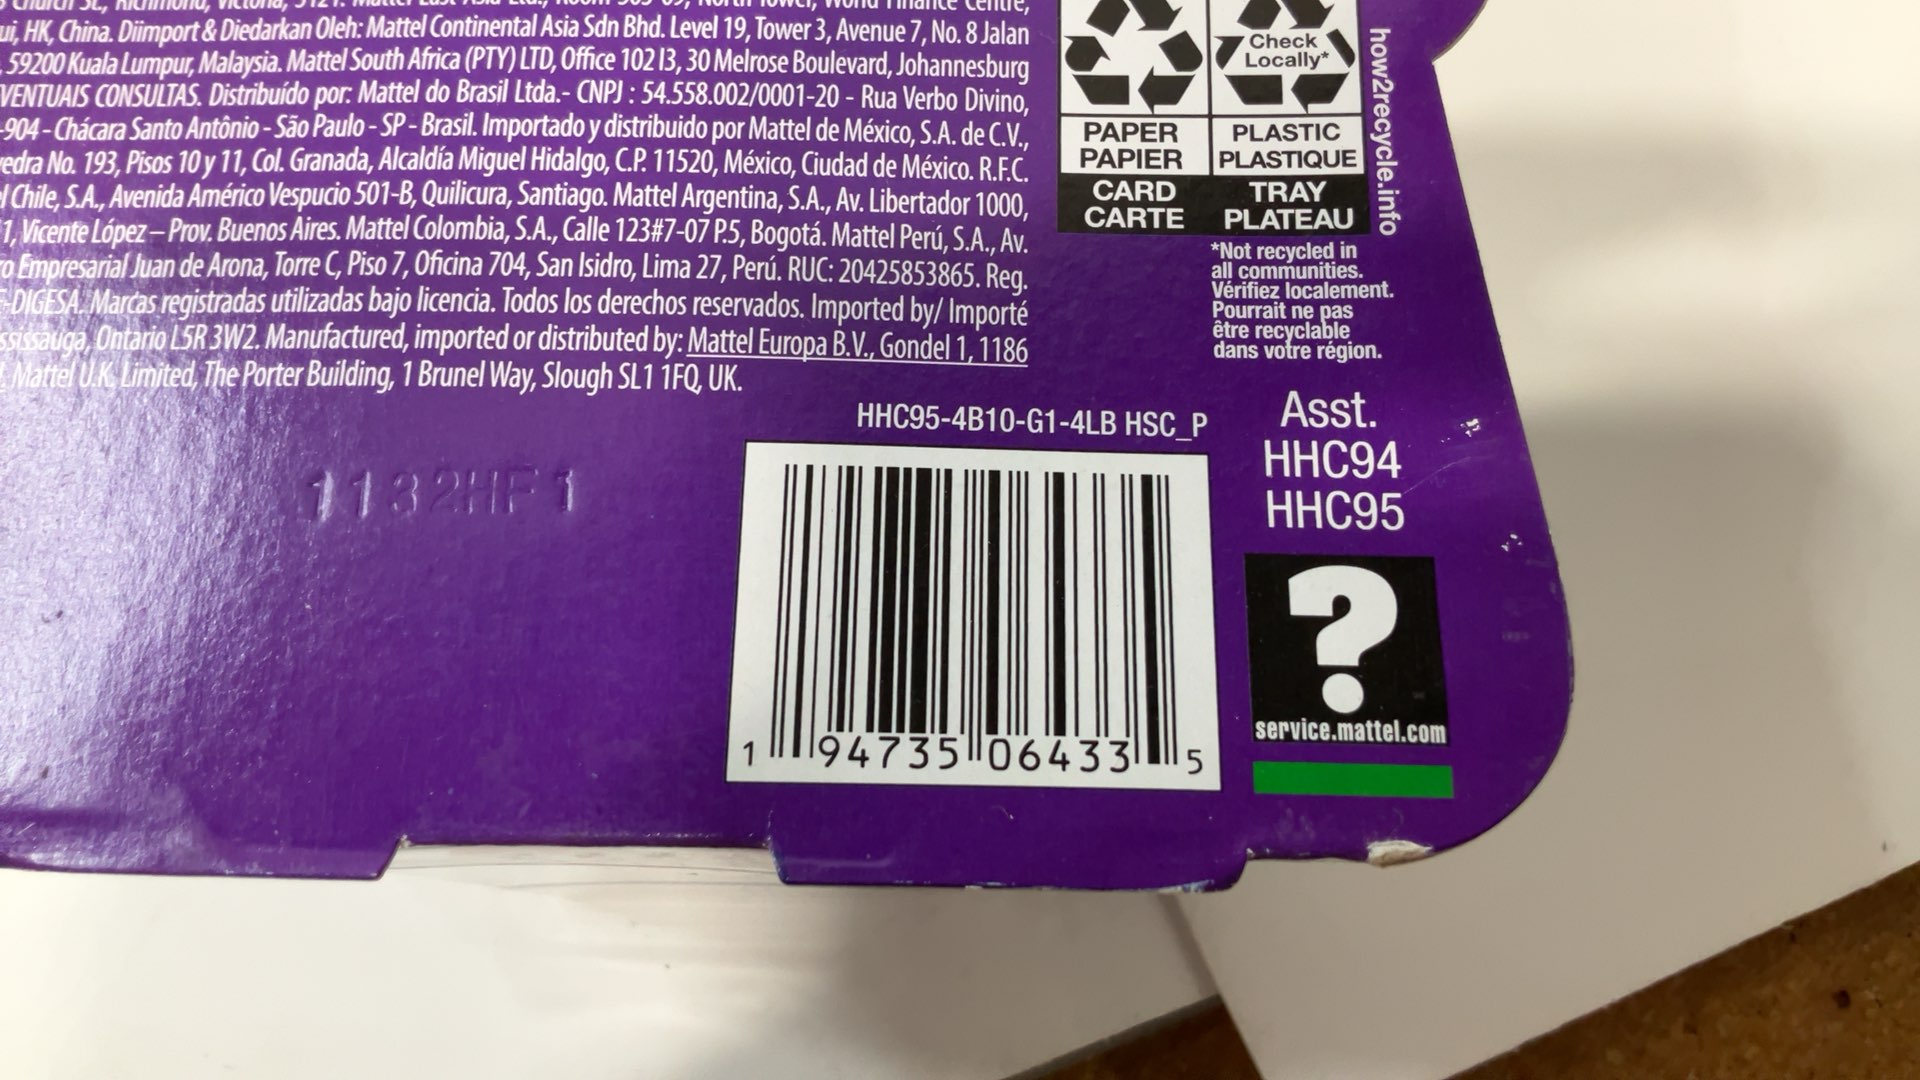 Church St., Richmond, Victoria, 3121. Mattel East Asia Ltd., Room 503-09, North Tower, World Finance Centre,
ui, HK, China. Diimport & Diedarkan Oleh: Mattel Continental Asia Sdn Bhd. Level 19, Tower 3, Avenue 7, No. 8 Jalan
, 59200 Kuala Lumpur, Malaysia. Mattel South Africa (PTY) LTD, Office 102 I3, 30 Melrose Boulevard, Johannesburg
VENTUAIS CONSULTAS. Distribuído por: Mattel do Brasil Ltda.- CNPJ : 54.558.002/0001-20 - Rua Verbo Divino,
-904 - Chácara Santo Antônio - São Paulo - SP - Brasil. Importado y distribuido por Mattel de México, S.A. de C.V.,
edra No. 193, Pisos 10 y 11, Col. Granada, Alcaldía Miguel Hidalgo, C.P. 11520, México, Ciudad de México. R.F.C.
l Chile, S.A., Avenida Américo Vespucio 501-B, Quilicura, Santiago. Mattel Argentina, S.A., Av. Libertador 1000,
1, Vicente López – Prov. Buenos Aires. Mattel Colombia, S.A., Calle 123#7-07 P.5, Bogotá. Mattel Perú, S.A., Av.
ro Empresarial Juan de Arona, Torre C, Piso 7, Oficina 704, San Isidro, Lima 27, Perú. RUC: 20425853865. Reg.
-DIGESA. Marcas registradas utilizadas bajo licencia. Todos los derechos reservados. Imported by/ Importé
ssissauga, Ontario L5R 3W2. Manufactured, imported or distributed by: Mattel Europa B.V., Gondel 1, 1186
Mattel U.K. Limited, The Porter Building, 1 Brunel Way, Slough SL1 1FQ, UK.
Check
Locally*
PAPER
PAPIER
CARD
CARTE
PLASTIC
PLASTIQUE
TRAY
PLATEAU
how2recycle.info
*Not recycled in
all communities.
Vérifiez localement.
Pourrait ne pas
être recyclable
dans votre région.
HHC95-4B10-G1-4LB HSC_P
Asst.
HHC94
HHC95
1132HF1
1 94735 06433 5
?
service.mattel.com